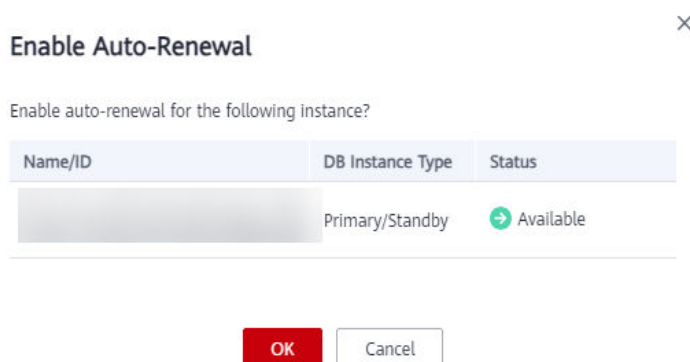 Enable Auto-Renewal
Enable auto-renewal for the following instance?
Name/ID DB Instance Type Status
Primary/Standby Available
OK Cancel